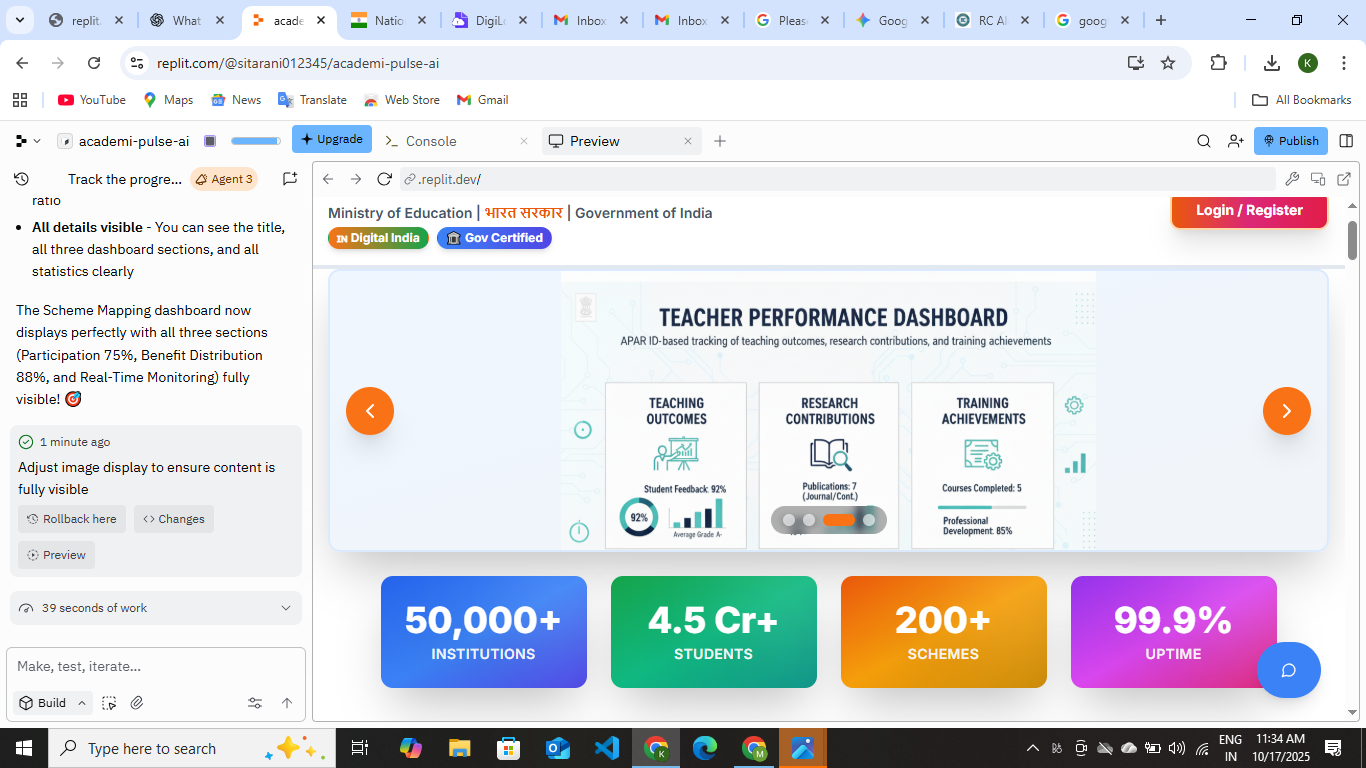 replit.
What
acade
Natio
DigiLo
Inbox
Inbox
Pleas
Goog
RC Al
goog
replit.com/@sitarani012345/academi-pulse-ai
K
YouTube
Maps
News
Translate
Web Store
Gmail
All Bookmarks
academi-pulse-ai
Upgrade
Console
Preview
Publish
Track the progre...
Agent 3
.replit.dev/
ratio
All details visible - You can see the title,
all three dashboard sections, and all
statistics clearly
The Scheme Mapping dashboard now
displays perfectly with all three sections
(Participation 75%, Benefit Distribution
88%, and Real-Time Monitoring) fully
visible! 🎯
1 minute ago
Adjust image display to ensure content is
fully visible
Rollback here
Changes
Preview
39 seconds of work
Make, test, iterate...
Build
Ministry of Education | भारत सरकार | Government of India
IN Digital India
Gov Certified
Login / Register
TEACHER PERFORMANCE DASHBOARD
APAR ID-based tracking of teaching outcomes, research contributions, and training achievements
TEACHING
OUTCOMES
Student Feedback: 92%
92%
Average Grade A-
RESEARCH
CONTRIBUTIONS
Publications: 7
(Journal/Cont.)
TRAINING
ACHIEVEMENTS
Courses Completed: 5
Professional
Development: 85%
50,000+
INSTITUTIONS
4.5 Cr+
STUDENTS
200+
SCHEMES
99.9%
UPTIME
Type here to search
K
M
ENG
IN
11:34 AM
10/17/2025